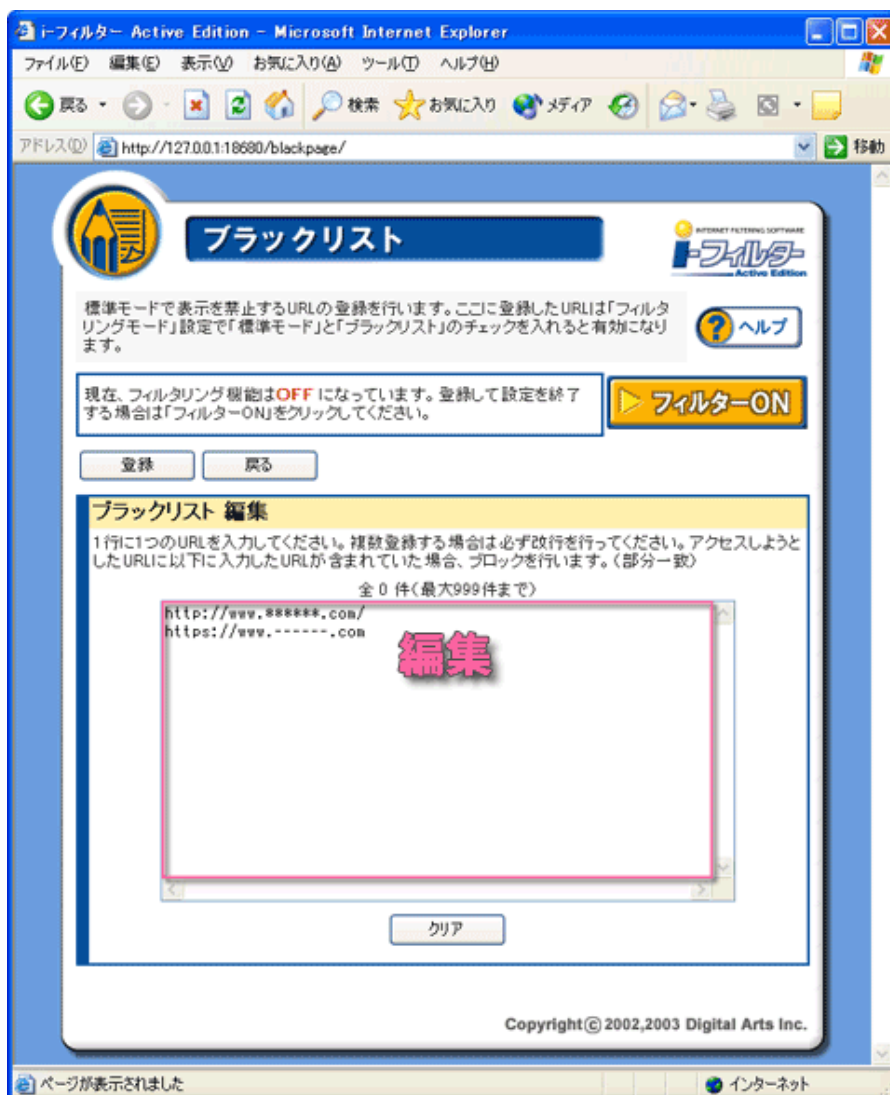 i-フィルター Active Edition - Microsoft Internet Explorer
ファイル(F) 編集(E) 表示(V) お気に入り(A) ツール(T) ヘルプ(H)
戻る 検索 お気に入り メディア
アドレス(D) http://127.0.0.1:18680/blackpage/ 移動
ブラックリスト
INTERNET FILTERING SOFTWARE
i-フィルター
Active Edition
標準モードで表示を禁止するURLの登録を行います。ここに登録したURLは「フィルタ
リングモード」設定で「標準モード」と「ブラックリスト」のチェックを入れると有効になり
ます。
ヘルプ
現在、フィルタリング機能はOFF になっています。登録して設定を終了
する場合は「フィルターON」をクリックしてください。
フィルターON
登録 戻る
ブラックリスト 編集
1行に1つのURLを入力してください。複数登録する場合は必ず改行を行ってください。アクセスしようと
したURLに以下に入力したURLが含まれていた場合、ブロックを行います。(部分一致)
全 0 件(最大999件まで)
http://www.******.com/
https://www.------.com
編集
クリア
Copyright© 2002,2003 Digital Arts Inc.
ページが表示されました インターネット